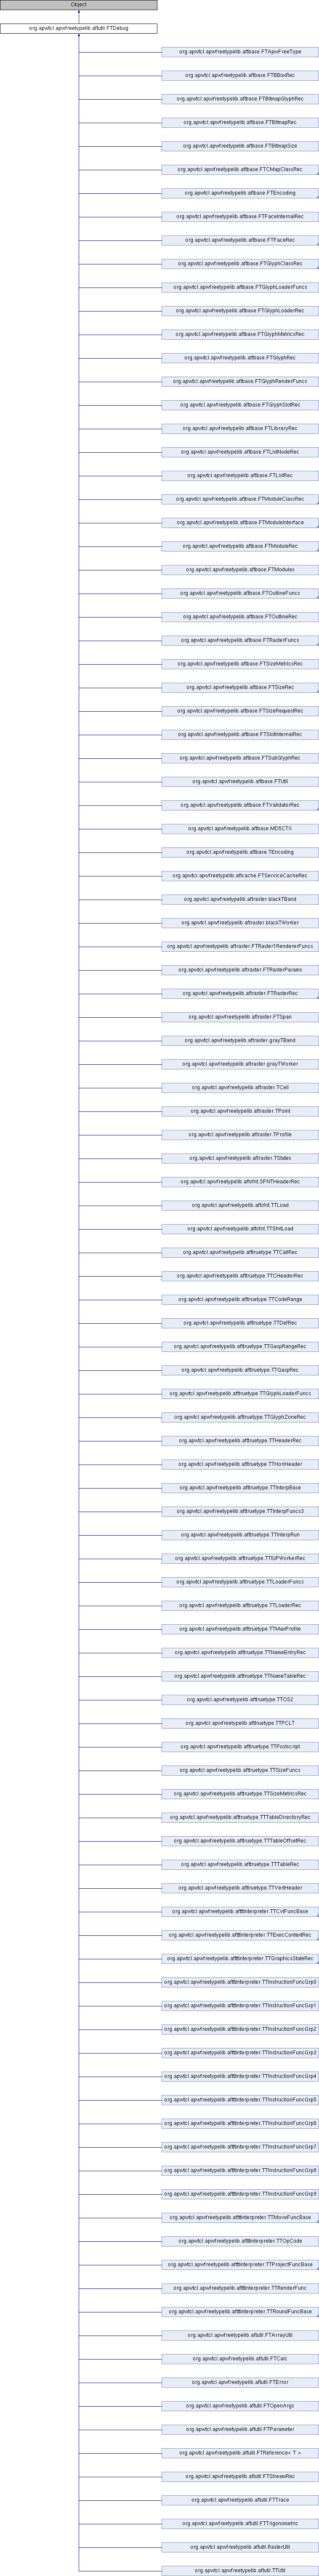 Object
org.apvtcl.apwfreetypelib.aftutil.FTDebug
org.apwtcl.apwfreetypelib.aftbase.FTApwFreeType
org.apwtcl.apwfreetypelib.aftbase.FTBBoxRec
org.apwtcl.apwfreetypelib.aftbase.FTBitmapGlyphRec
org.apwtcl.apwfreetypelib.aftbase.FTBitmapRec
org.apwtcl.apwfreetypelib.aftbase.FTBitmapSize
org.apwtcl.apwfreetypelib.aftbase.FTCMapClassRec
org.apwtcl.apwfreetypelib.aftbase.FTEncoding
org.apwtcl.apwfreetypelib.aftbase.FTFaceInternalRec
org.apwtcl.apwfreetypelib.aftbase.FTFaceRec
org.apwtcl.apwfreetypelib.aftbase.FTGlyphClassRec
org.apwtcl.apwfreetypelib.aftbase.FTGlyphLoaderFuncs
org.apwtcl.apwfreetypelib.aftbase.FTGlyphLoaderRec
org.apwtcl.apwfreetypelib.aftbase.FTGlyphMetricsRec
org.apwtcl.apwfreetypelib.aftbase.FTGlyphRec
org.apwtcl.apwfreetypelib.aftbase.FTGlyphRenderFuncs
org.apwtcl.apwfreetypelib.aftbase.FTGlyphSlotRec
org.apwtcl.apwfreetypelib.aftbase.FTLibraryRec
org.apwtcl.apwfreetypelib.aftbase.FTListNodeRec
org.apwtcl.apwfreetypelib.aftbase.FTListRec
org.apwtcl.apwfreetypelib.aftbase.FTModuleClassRec
org.apwtcl.apwfreetypelib.aftbase.FTModuleInterface
org.apwtcl.apwfreetypelib.aftbase.FTModuleRec
org.apwtcl.apwfreetypelib.aftbase.FTModules
org.apwtcl.apwfreetypelib.aftbase.FTOutlineFuncs
org.apwtcl.apwfreetypelib.aftbase.FTOutlineRec
org.apwtcl.apwfreetypelib.aftbase.FTRasterFuncs
org.apwtcl.apwfreetypelib.aftbase.FTSizeMetricsRec
org.apwtcl.apwfreetypelib.aftbase.FTSizeRec
org.apwtcl.apwfreetypelib.aftbase.FTSizeRequestRec
org.apwtcl.apwfreetypelib.aftbase.FTSlotInternalRec
org.apwtcl.apwfreetypelib.aftbase.FTSubGlyphRec
org.apwtcl.apwfreetypelib.aftbase.FTUtil
org.apwtcl.apwfreetypelib.aftbase.FTValidatorRec
org.apwtcl.apwfreetypelib.aftbase.MD5CTX
org.apwtcl.apwfreetypelib.aftbase.TEncoding
org.apwtcl.apwfreetypelib.aftcache.FTServiceCacheRec
org.apwtcl.apwfreetypelib.aftraster.blackTBand
org.apwtcl.apwfreetypelib.aftraster.blackTWorker
org.apwtcl.apwfreetypelib.aftraster.FTRaster1RendererFuncs
org.apwtcl.apwfreetypelib.aftraster.FTRasterParams
org.apwtcl.apwfreetypelib.aftraster.FTRasterRec
org.apwtcl.apwfreetypelib.aftraster.FTSpan
org.apwtcl.apwfreetypelib.aftraster.grayTBand
org.apwtcl.apwfreetypelib.aftraster.grayTWorker
org.apwtcl.apwfreetypelib.aftraster.TCell
org.apwtcl.apwfreetypelib.aftraster.TPoint
org.apwtcl.apwfreetypelib.aftraster.TProfile
org.apwtcl.apwfreetypelib.aftraster.TStates
org.apwtcl.apwfreetypelib.aftsfnt.SFNTHeaderRec
org.apwtcl.apwfreetypelib.aftsfnt.TTLoad
org.apwtcl.apwfreetypelib.aftsfnt.TTSfntLoad
org.apwtcl.apwfreetypelib.afttruetype.TTCallRec
org.apwtcl.apwfreetypelib.afttruetype.TTCHeaderRec
org.apwtcl.apwfreetypelib.afttruetype.TTCodeRange
org.apwtcl.apwfreetypelib.afttruetype.TTDefRec
org.apwtcl.apwfreetypelib.afttruetype.TTGaspRangeRec
org.apwtcl.apwfreetypelib.afttruetype.TTGaspRec
org.apwtcl.apwfreetypelib.afttruetype.TTGlyphLoaderFuncs
org.apwtcl.apwfreetypelib.afttruetype.TTGlyphZoneRec
org.apwtcl.apwfreetypelib.afttruetype.TTHeaderRec
org.apwtcl.apwfreetypelib.afttruetype.TTHoriHeader
org.apwtcl.apwfreetypelib.afttruetype.TTInterpBase
org.apwtcl.apwfreetypelib.afttruetype.TTInterpFuncs3
org.apwtcl.apwfreetypelib.afttruetype.TTInterpRun
org.apwtcl.apwfreetypelib.afttruetype.TTIUPWorkerRec
org.apwtcl.apwfreetypelib.afttruetype.TTLoaderFuncs
org.apwtcl.apwfreetypelib.afttruetype.TTLoaderRec
org.apwtcl.apwfreetypelib.afttruetype.TTMaxProfile
org.apwtcl.apwfreetypelib.afttruetype.TTNameEntryRec
org.apwtcl.apwfreetypelib.afttruetype.TTNameTableRec
org.apwtcl.apwfreetypelib.afttruetype.TTOS2
org.apwtcl.apwfreetypelib.afttruetype.TTPCLT
org.apwtcl.apwfreetypelib.afttruetype.TTPostscript
org.apwtcl.apwfreetypelib.afttruetype.TTSizeFuncs
org.apwtcl.apwfreetypelib.afttruetype.TTSizeMetricsRec
org.apwtcl.apwfreetypelib.afttruetype.TTTableDirectoryRec
org.apwtcl.apwfreetypelib.afttruetype.TTTableOffsetRec
org.apwtcl.apwfreetypelib.afttruetype.TTTableRec
org.apwtcl.apwfreetypelib.afttruetype.TTVertHeader
org.apwtcl.apwfreetypelib.aftttinterpreter.TTCvtFuncBase
org.apwtcl.apwfreetypelib.aftttinterpreter.TTExecContextRec
org.apwtcl.apwfreetypelib.aftttinterpreter.TTGraphicsStateRec
org.apwtcl.apwfreetypelib.aftttinterpreter.TTInstructionFuncGrp0
org.apwtcl.apwfreetypelib.aftttinterpreter.TTInstructionFuncGrp1
org.apwtcl.apwfreetypelib.aftttinterpreter.TTInstructionFuncGrp2
org.apwtcl.apwfreetypelib.aftttinterpreter.TTInstructionFuncGrp3
org.apwtcl.apwfreetypelib.aftttinterpreter.TTInstructionFuncGrp4
org.apwtcl.apwfreetypelib.aftttinterpreter.TTInstructionFuncGrp5
org.apwtcl.apwfreetypelib.aftttinterpreter.TTInstructionFuncGrp6
org.apwtcl.apwfreetypelib.aftttinterpreter.TTInstructionFuncGrp7
org.apwtcl.apwfreetypelib.aftttinterpreter.TTInstructionFuncGrp8
org.apwtcl.apwfreetypelib.aftttinterpreter.TTInstructionFuncGrp9
org.apwtcl.apwfreetypelib.aftttinterpreter.TTMoveFuncBase
org.apwtcl.apwfreetypelib.aftttinterpreter.TTOpCode
org.apwtcl.apwfreetypelib.aftttinterpreter.TTProjectFuncBase
org.apwtcl.apwfreetypelib.aftttinterpreter.TTRenderFunc
org.apwtcl.apwfreetypelib.aftttinterpreter.TTRoundFuncBase
org.apwtcl.apwfreetypelib.aftutil.FTArrayUtil
org.apwtcl.apwfreetypelib.aftutil.FTCalc
org.apwtcl.apwfreetypelib.aftutil.FTError
org.apwtcl.apwfreetypelib.aftutil.FTOpenArgs
org.apwtcl.apwfreetypelib.aftutil.FTParameter
org.apwtcl.apwfreetypelib.aftutil.FTReference< T >
org.apwtcl.apwfreetypelib.aftutil.FTStreamRec
org.apwtcl.apwfreetypelib.aftutil.FTTrace
org.apwtcl.apwfreetypelib.aftutil.FTTrigonometric
org.apwtcl.apwfreetypelib.aftutil.RasterUtil
org.apwtcl.apwfreetypelib.aftutil.TTUtil